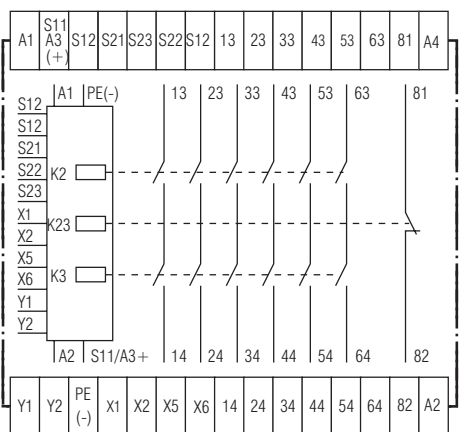 A1 S11 A3 (+) S12 S21 S23 S22 S12 13 23 33 43 53 63 81 A4
A1 PE(-) 13 23 33 43 53 63 81
S12
S12
S21
S22
S23
X1
X2
X5
X6
Y1
Y2
K2
K23
K3
A2 S11/A3+ 14 24 34 44 54 64 82
Y1 Y2 PE (-) X1 X2 X5 X6 14 24 34 44 54 64 82 A2